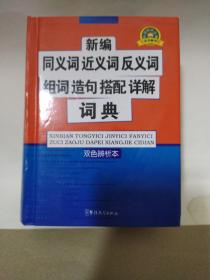 新编
同义词 近义词 反义词
组词 造句 搭配 详解
词典
XINBIAN TONGYICI JINYICI FANYICI
ZUCI ZAOJU DAPEI XIANGJIE CIDIAN
双色辨析本